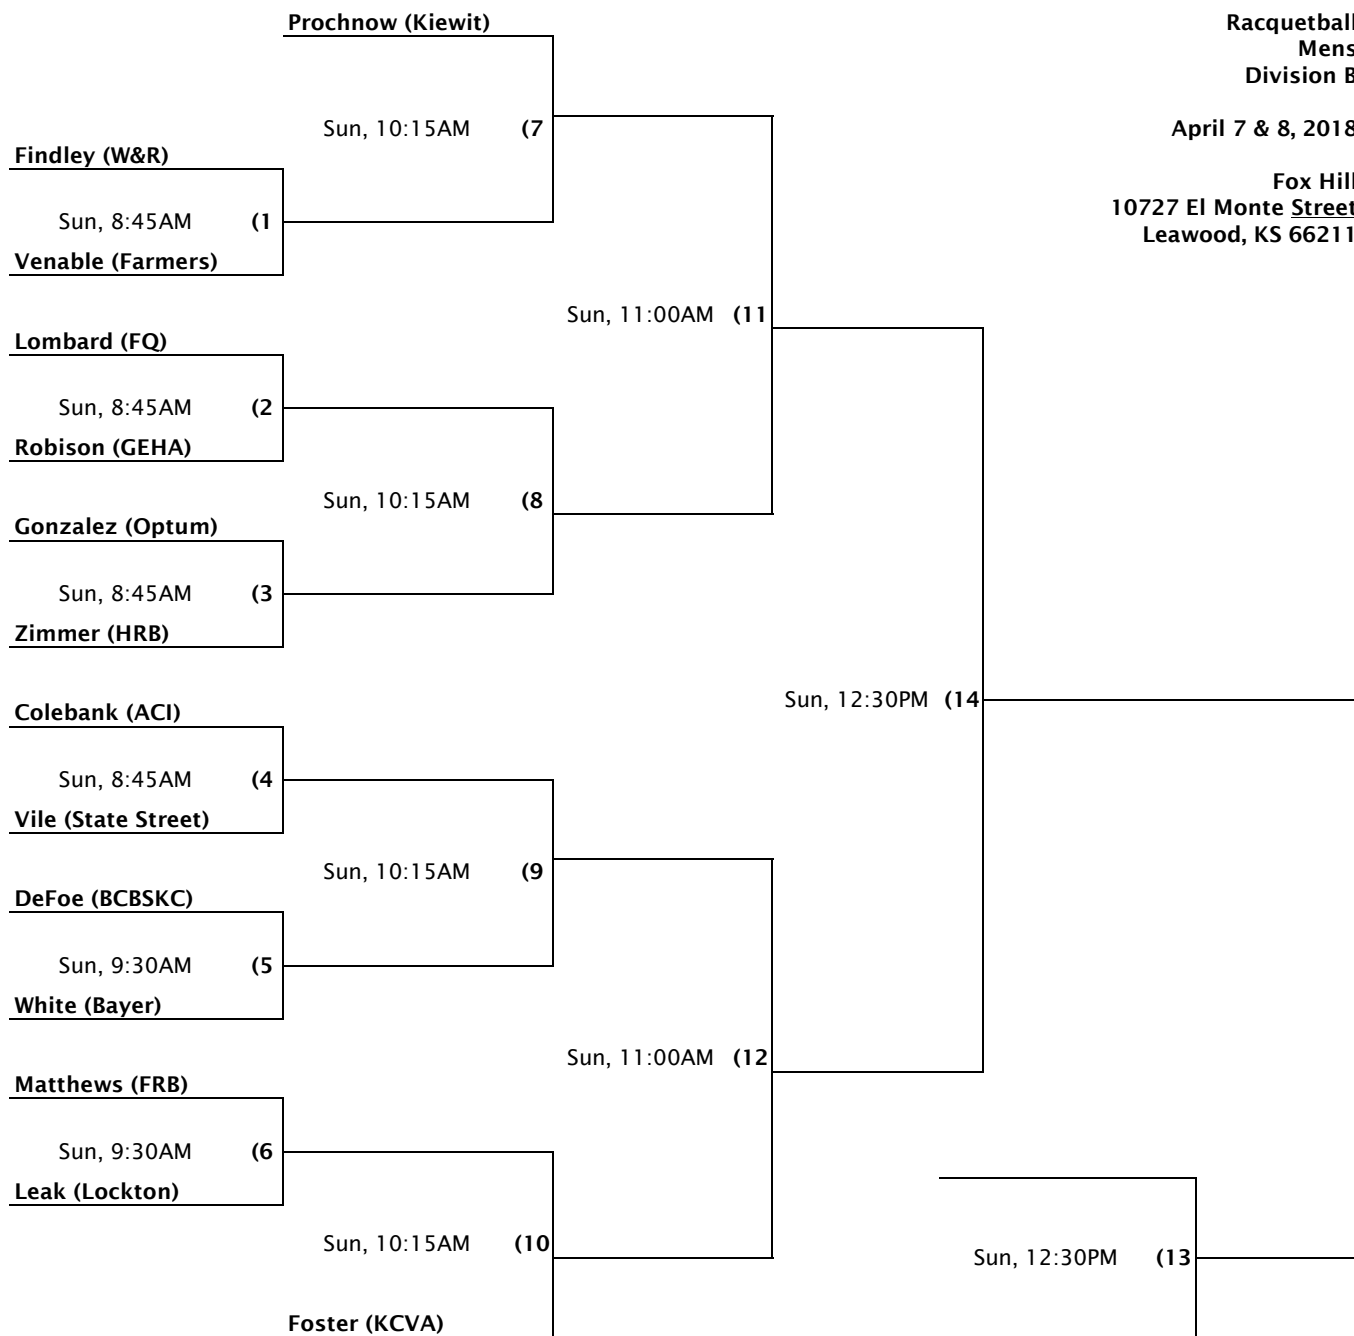 Prochnow (Kiewit)
Racquetball
Mens
Division B
April 7 & 8, 2018
Fox Hill
10727 El Monte Street
Leawood, KS 66211
Sun, 10:15AM (7
Findley (W&R)
Sun, 8:45AM (1
Venable (Farmers)
Sun, 11:00AM (11
Lombard (FQ)
Sun, 8:45AM (2
Robison (GEHA)
Sun, 10:15AM (8
Gonzalez (Optum)
Sun, 8:45AM (3
Zimmer (HRB)
Sun, 12:30PM (14
Colebank (ACI)
Sun, 8:45AM (4
Vile (State Street)
Sun, 10:15AM (9
DeFoe (BCBSKC)
Sun, 9:30AM (5
White (Bayer)
Sun, 11:00AM (12
Matthews (FRB)
Sun, 9:30AM (6
Leak (Lockton)
Sun, 10:15AM (10
Sun, 12:30PM (13
Foster (KCVA)